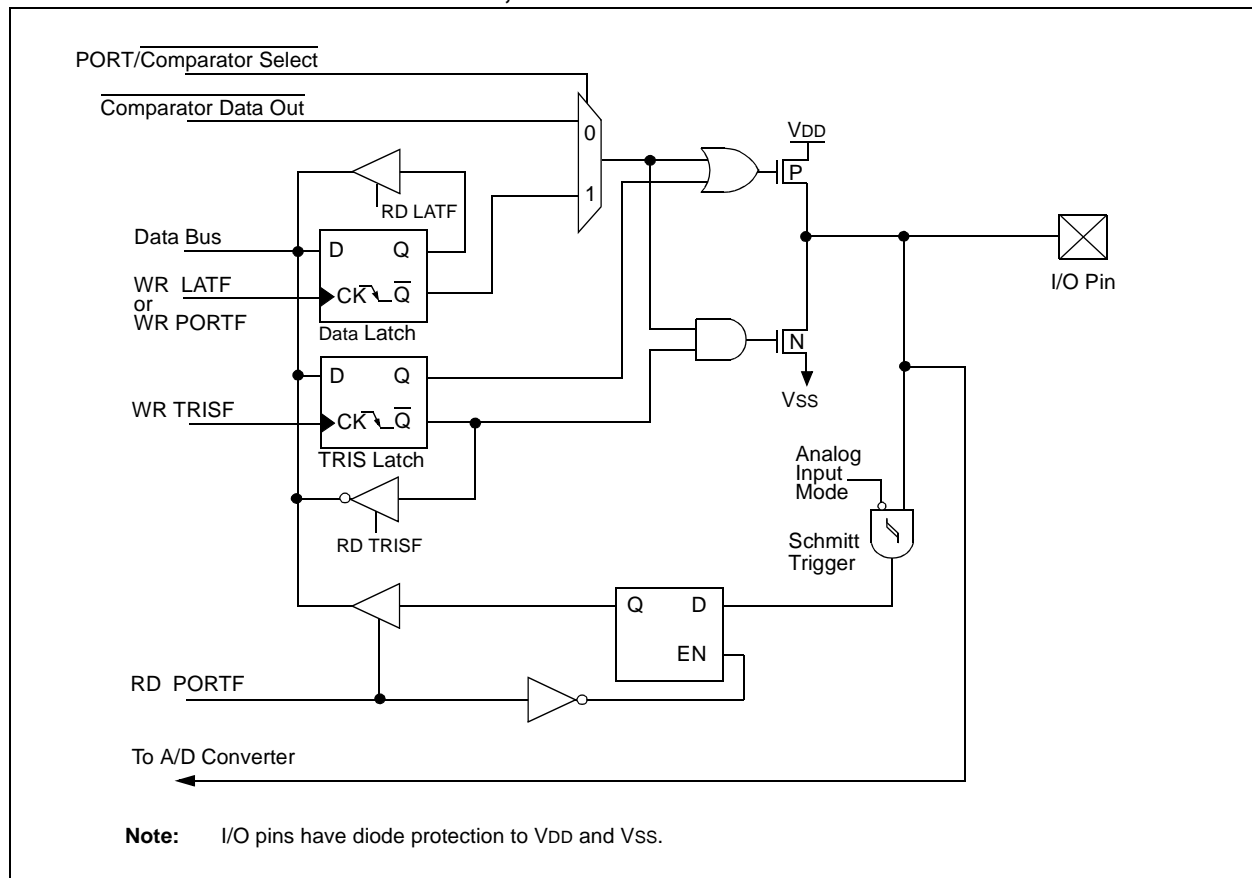 PORT/Comparator Select
Comparator Data Out
0
1
VDD
P
RD LATF
Data Bus
D Q
WR LATF
or
WR PORTF
CK Q
Data Latch
I/O Pin
N
VSS
D Q
WR TRISF
CK Q
TRIS Latch
RD TRISF
Analog
Input
Mode
Schmitt
Trigger
Q D
EN
RD PORTF
To A/D Converter
Note: I/O pins have diode protection to VDD and VSS.